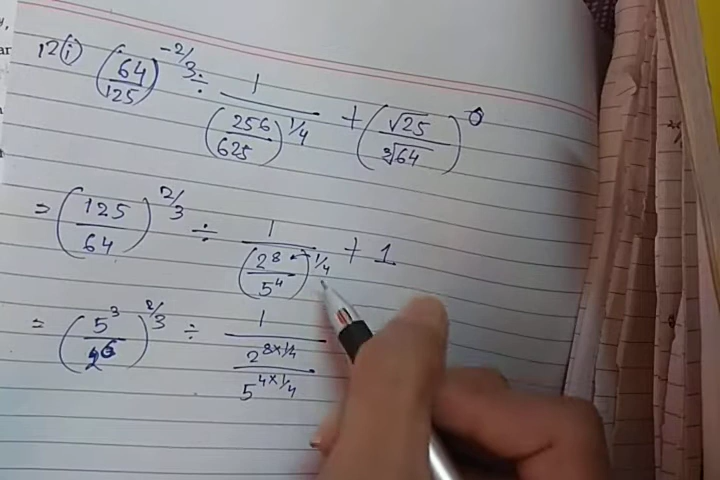 12(i) (64/125)^-2/3 ÷ 1/(256/625)^1/4 + (√25/∛64)^0
⇒ (125/64)^2/3 ÷ 1/(2^8/5^4)^1/4 + 1
= (5^3/2^6)^2/3 ÷ 1/(2^8×1/4/5^4×1/4)